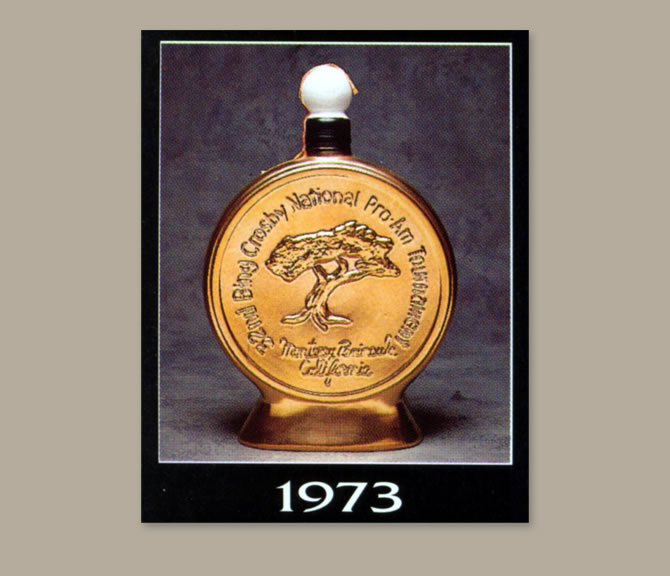 32nd Bing Crosby National Pro-Am Tournament
Monterey Peninsula
California
1973